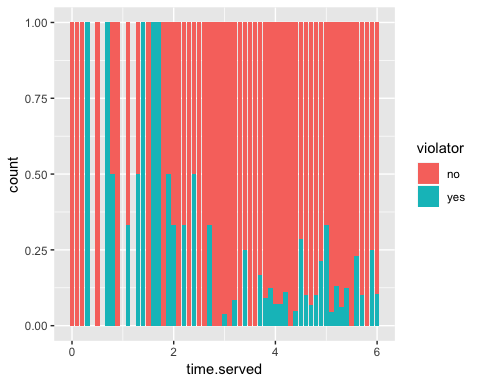 1.00
0.75
0.50
0.25
0.00
count
0 2 4 6
time.served
violator
no
yes